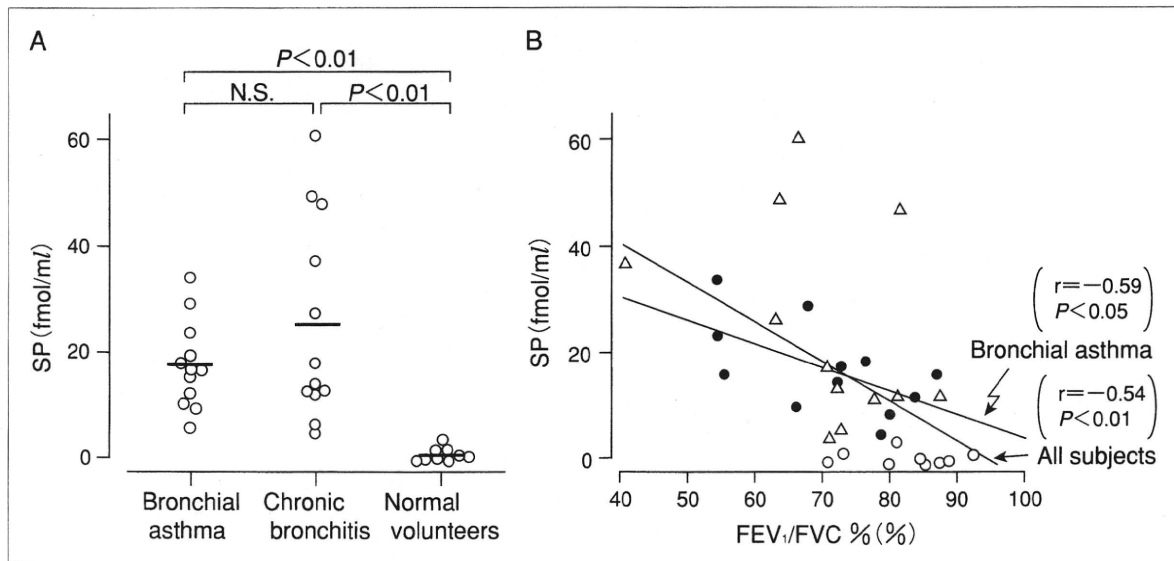 A
P<0.01
N.S.
P<0.01
SP (fmol/ml)
60
40
20
0
Bronchial asthma
Chronic bronchitis
Normal volunteers
B
SP (fmol/ml)
60
40
20
0
40
50
60
70
80
90
100
FEV₁/FVC %(%)
r=−0.59
P<0.05
Bronchial asthma
r=−0.54
P<0.01
All subjects